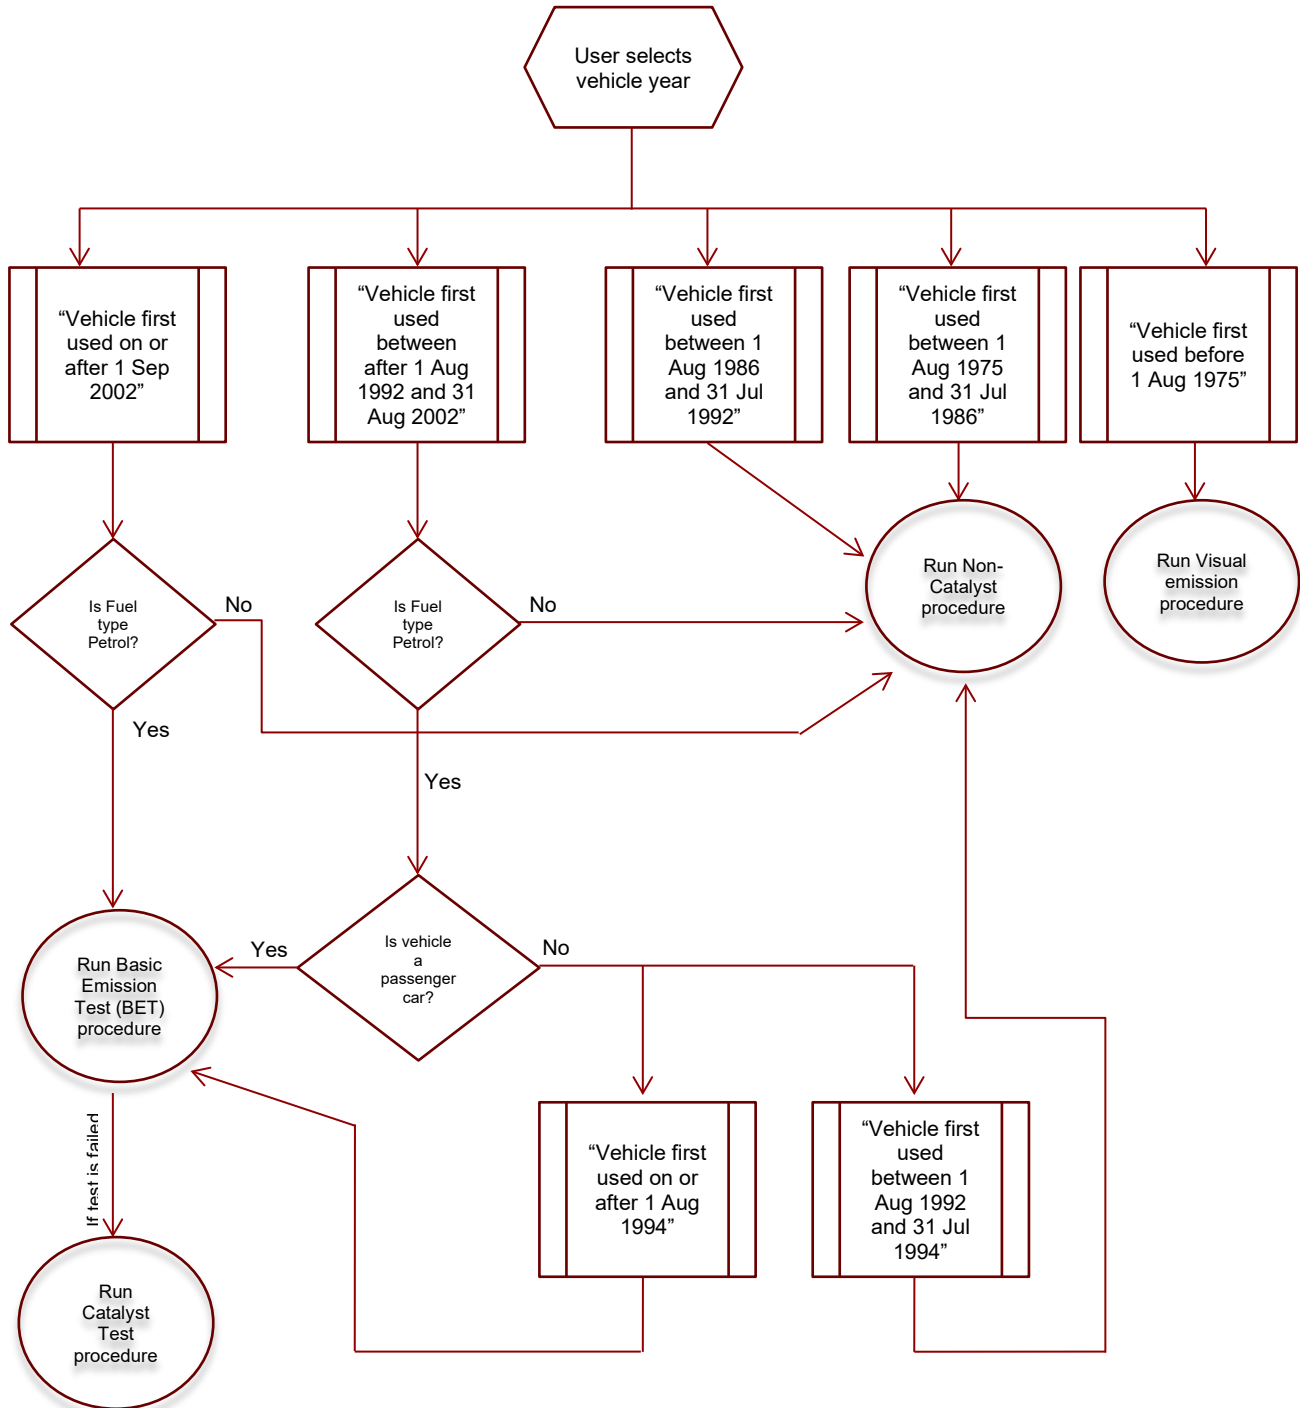 User selects
vehicle year
“Vehicle first
used on or
after 1 Sep
2002”
“Vehicle first
used
between
after 1 Aug
1992 and 31
Aug 2002”
“Vehicle first
used
between 1
Aug 1986
and 31 Jul
1992”
“Vehicle first
used
between 1
Aug 1975
and 31 Jul
1986”
“Vehicle first
used before
1 Aug 1975”
Is Fuel
type
Petrol?
No
Is Fuel
type
Petrol?
No
Run Non-
Catalyst
procedure
Run Visual
emission
procedure
Yes
Yes
Run Basic
Emission
Test (BET)
procedure
Yes
Is vehicle
a
passenger
car?
No
If test is failed
“Vehicle first
used on or
after 1 Aug
1994”
“Vehicle first
used
between 1
Aug 1992
and 31 Jul
1994”
Run
Catalyst
Test
procedure